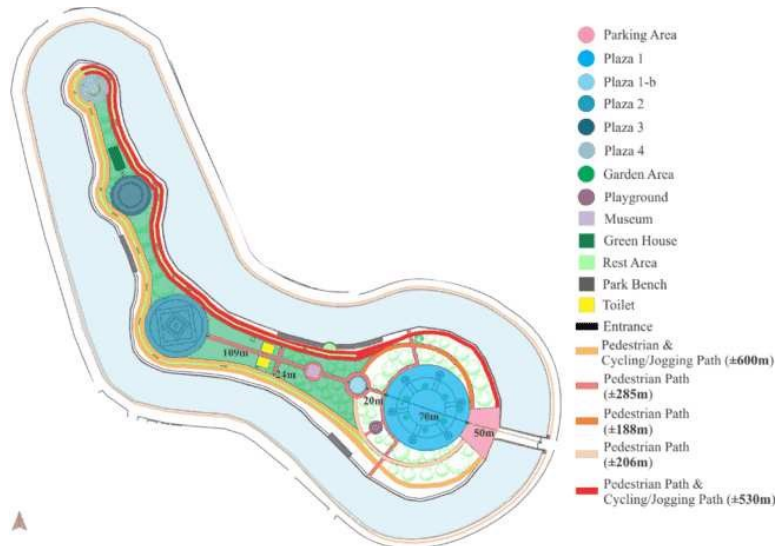 Parking Area
Plaza 1
Plaza 1-b
Plaza 2
Plaza 3
Plaza 4
Garden Area
Playground
Museum
Green House
Rest Area
Park Bench
Toilet
Entrance
Pedestrian &
Cycling/Jogging Path (±600m)
Pedestrian Path
(±285m)
Pedestrian Path
(±188m)
Pedestrian Path
(±206m)
Pedestrian Path &
Cycling/Jogging Path (±530m)
109m
24m
20m
70m
50m